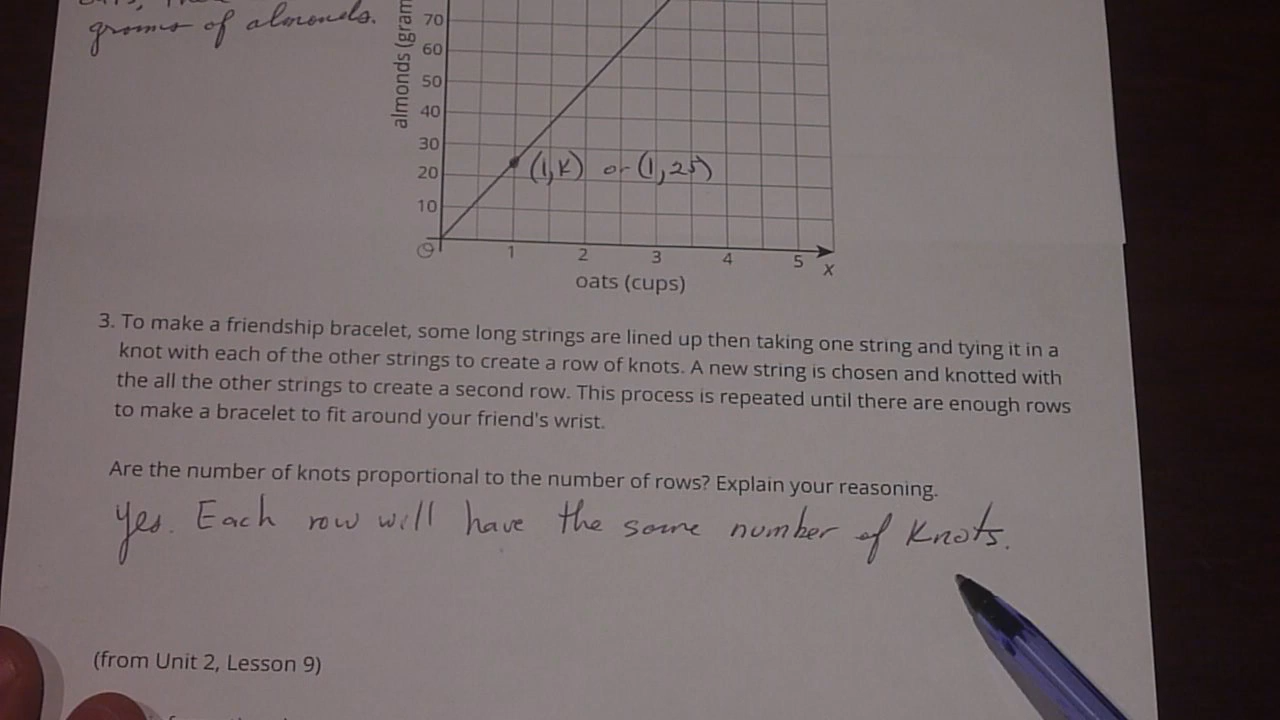 grams of almonds.
almonds (gram
70
60
50
40
30
20
10
0
(1,K) or (1,25)
1 2 3 4 5 x
oats (cups)
3. To make a friendship bracelet, some long strings are lined up then taking one string and tying it in a
knot with each of the other strings to create a row of knots. A new string is chosen and knotted with
the all the other strings to create a second row. This process is repeated until there are enough rows
to make a bracelet to fit around your friend's wrist.
Are the number of knots proportional to the number of rows? Explain your reasoning.
yes. Each row will have the same number of knots.
(from Unit 2, Lesson 9)